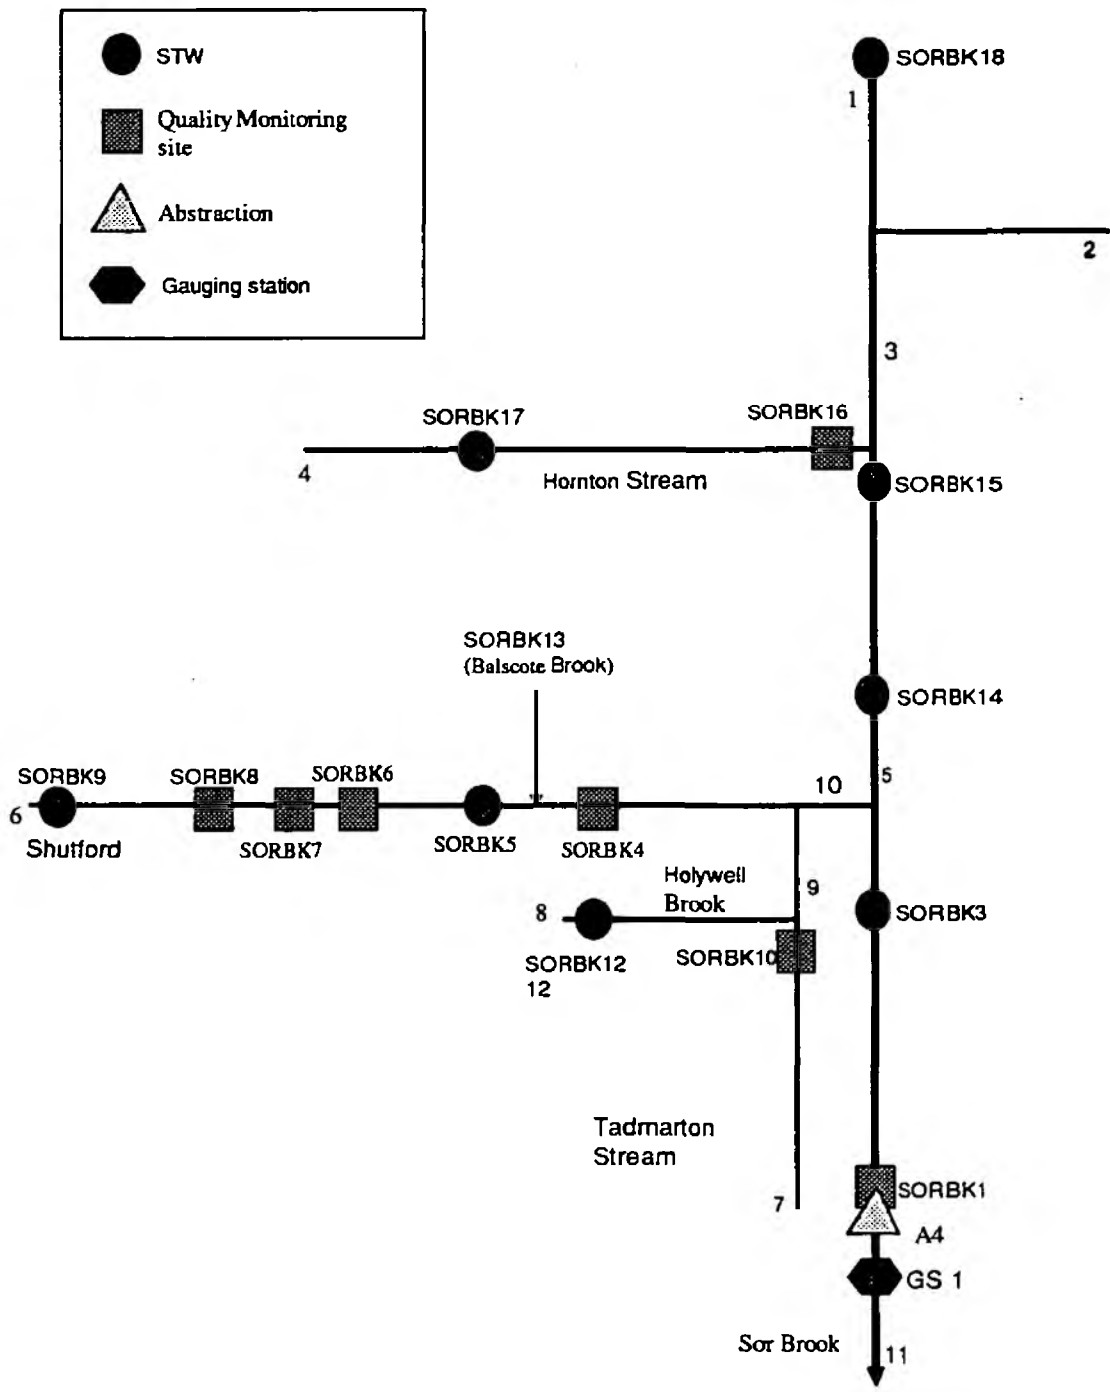 STW
Quality Monitoring
site
Abstraction
Gauging station
SORBK18
1
2
3
SORBK17
SORBK16
4
Hornton Stream
SORBK15
SORBK13
(Balscote Brook)
SORBK14
SORBK9
SORBK8
SORBK6
10
5
6
Shutford
SORBK7
SORBK5
SORBK4
Holywell
Brook
9
8
SORBK3
SORBK12
12
SORBK10
Tadmarton
Stream
7
SORBK1
A4
GS 1
Sor Brook
11